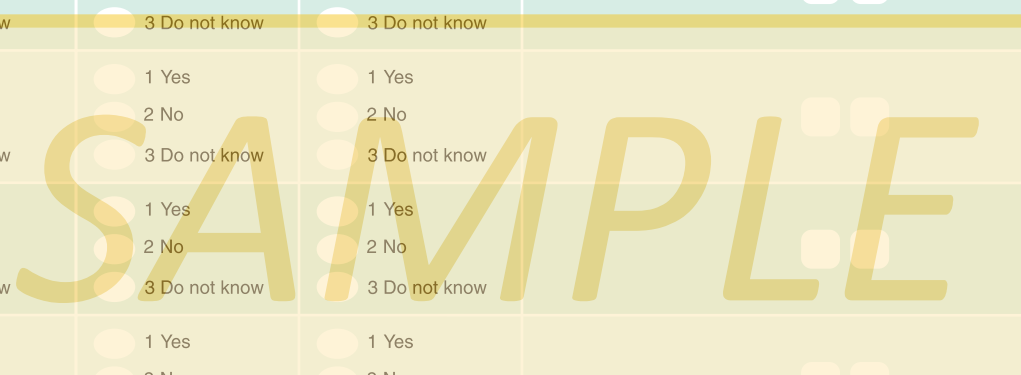 w 3 Do not know 3 Do not know
1 Yes 1 Yes
2 No 2 No
w 3 Do not know 3 Do not know
SAMPLE
1 Yes 1 Yes
2 No 2 No
w 3 Do not know 3 Do not know
1 Yes 1 Yes